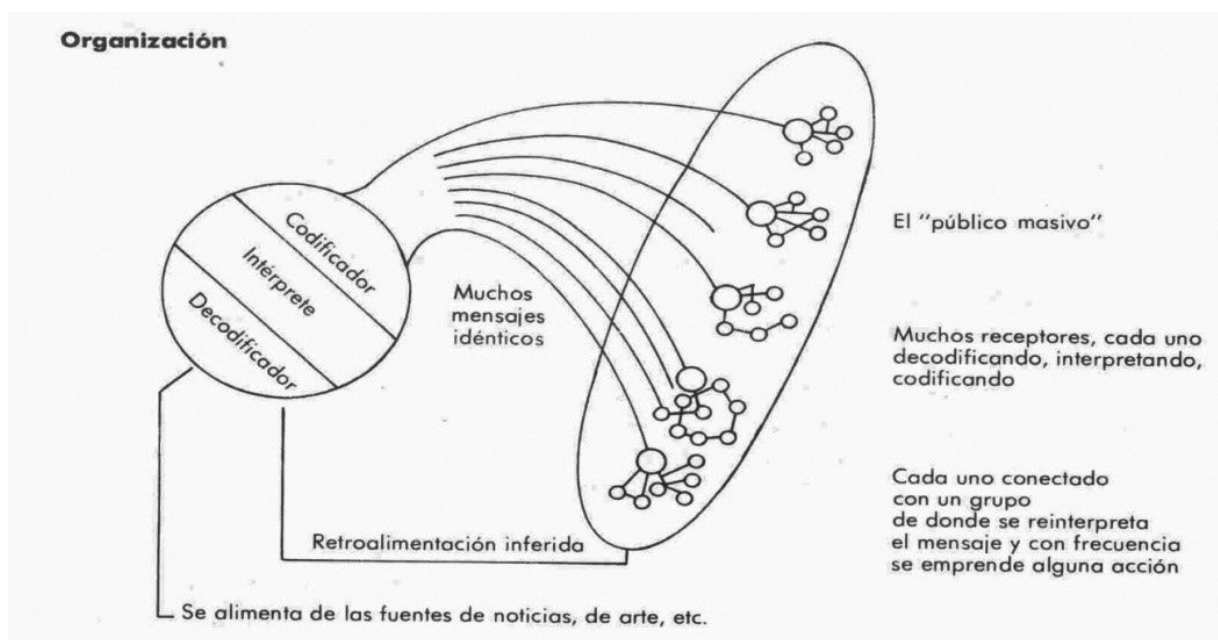 Organización
Codificador
Intérprete
Decodificador
Muchos
mensajes
idénticos
El "público masivo"
Muchos receptores, cada uno
decodificando, interpretando,
codificando
Cada uno conectado
con un grupo
de donde se reinterpreta
el mensaje y con frecuencia
se emprende alguna acción
Retroalimentación inferida
Se alimenta de las fuentes de noticias, de arte, etc.